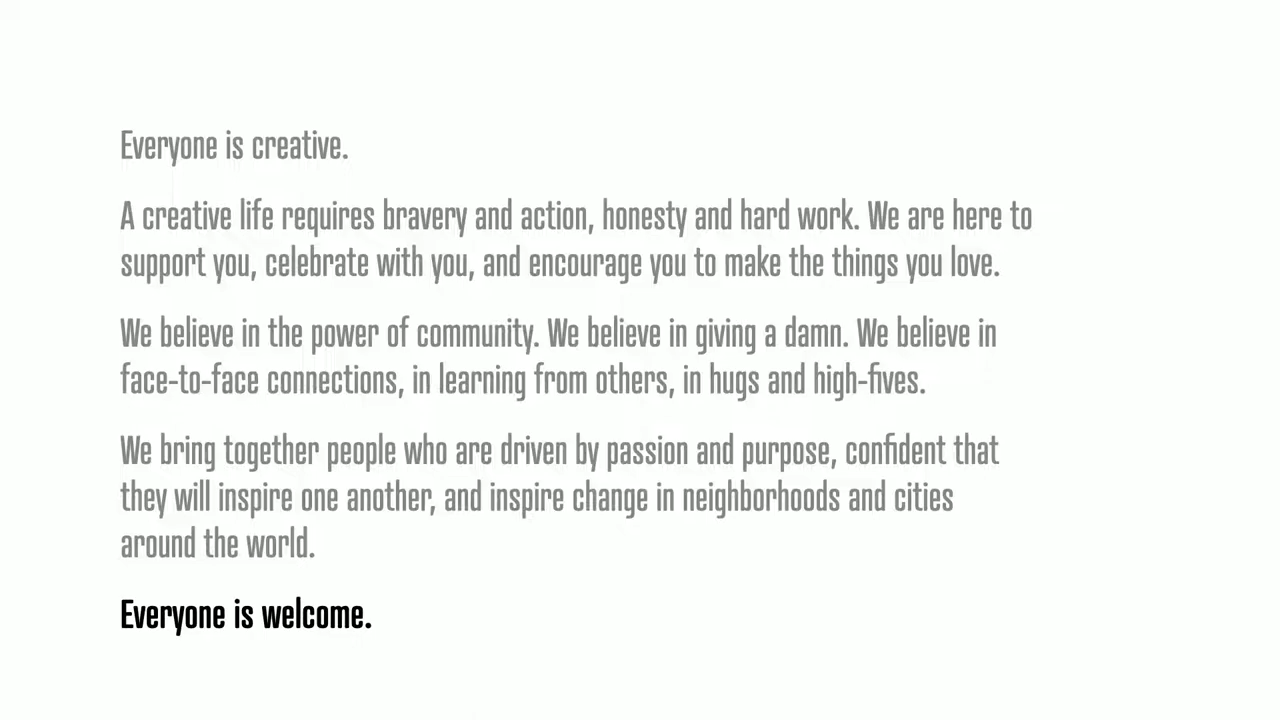 Everyone is creative.
A creative life requires bravery and action, honesty and hard work. We are here to
support you, celebrate with you, and encourage you to make the things you love.
We believe in the power of community. We believe in giving a damn. We believe in
face-to-face connections, in learning from others, in hugs and high-fives.
We bring together people who are driven by passion and purpose, confident that
they will inspire one another, and inspire change in neighborhoods and cities
around the world.
Everyone is welcome.